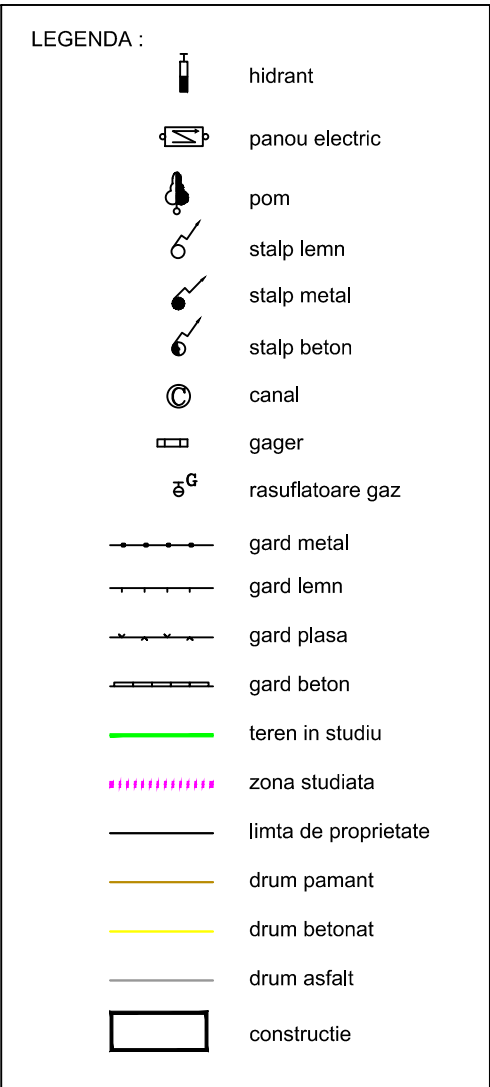 LEGENDA :
hidrant
panou electric
pom
stalp lemn
stalp metal
stalp beton
C canal
gager
G rasuflatoare gaz
gard metal
gard lemn
gard plasa
gard beton
teren in studiu
zona studiata
limta de proprietate
drum pamant
drum betonat
drum asfalt
constructie